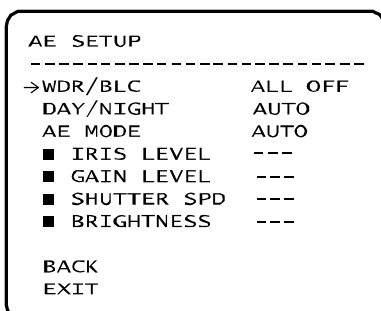 AE SETUP
--------------------------
→WDR/BLC ALL OFF
DAY/NIGHT AUTO
AE MODE AUTO
■ IRIS LEVEL ---
■ GAIN LEVEL ---
■ SHUTTER SPD ---
■ BRIGHTNESS ---
BACK
EXIT